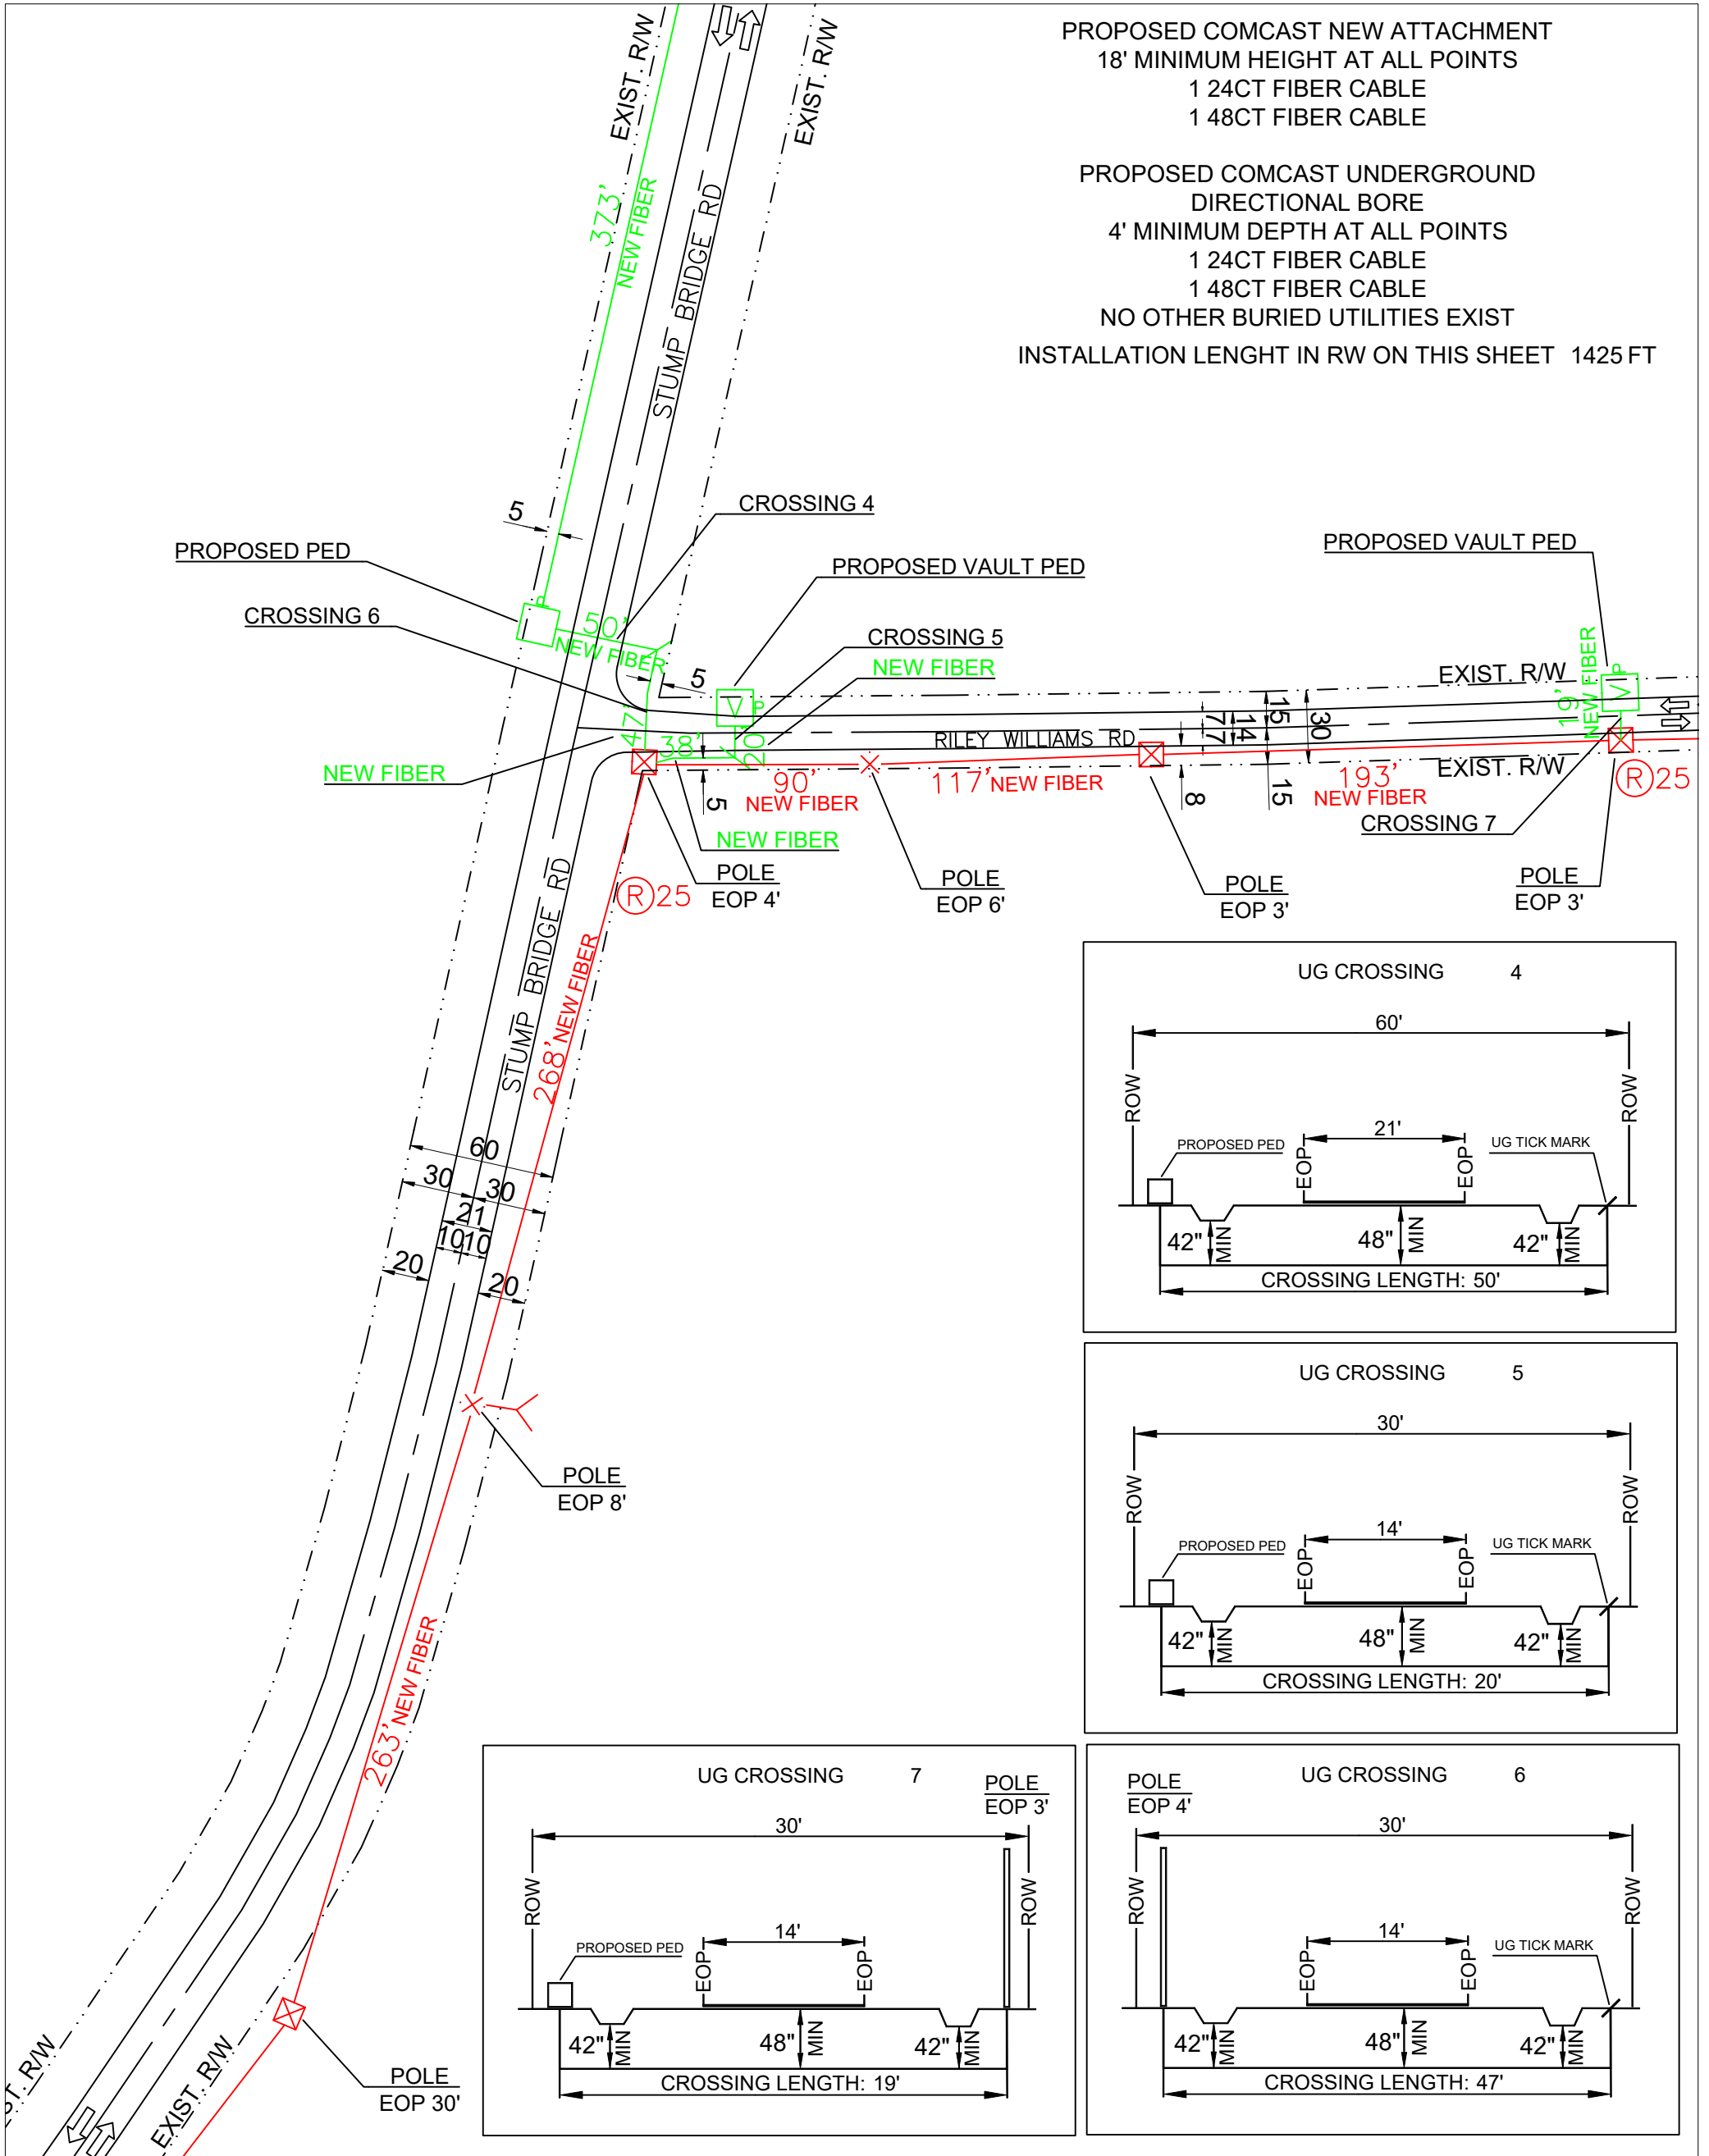 PROPOSED COMCAST NEW ATTACHMENT
18' MINIMUM HEIGHT AT ALL POINTS
1 24CT FIBER CABLE
1 48CT FIBER CABLE
PROPOSED COMCAST UNDERGROUND
DIRECTIONAL BORE
4' MINIMUM DEPTH AT ALL POINTS
1 24CT FIBER CABLE
1 48CT FIBER CABLE
NO OTHER BURIED UTILITIES EXIST
INSTALLATION LENGHT IN RW ON THIS SHEET 1425 FT
EXIST. R/W
EXIST. R/W
373'
NEW FIBER
STUMP BRIDGE RD
5
CROSSING 4
PROPOSED PED
PROPOSED VAULT PED
PROPOSED VAULT PED
CROSSING 6
P
50'
NEW FIBER
CROSSING 5
NEW FIBER
5
P
EXIST. R/W
19'
NEW FIBER
P
47'
38'
20'
RILEY WILLIAMS RD
7
7
14
15
15
30
NEW FIBER
5
90'
NEW FIBER
117' NEW FIBER
8
193'
NEW FIBER
EXIST. R/W
R 25
NEW FIBER
CROSSING 7
POLE
EOP 4'
POLE
EOP 6'
POLE
EOP 3'
POLE
EOP 3'
R 25
STUMP BRIDGE RD
268' NEW FIBER
60
30
30
21
10
10
20
20
POLE
EOP 8'
263' NEW FIBER
POLE
EOP 30'
ST. R/W
EXIST. R/W
UG CROSSING 4
60'
ROW
ROW
21'
PROPOSED PED
EOP
EOP
UG TICK MARK
42" MIN
48" MIN
42" MIN
CROSSING LENGTH: 50'
UG CROSSING 5
30'
ROW
ROW
14'
PROPOSED PED
EOP
EOP
UG TICK MARK
42" MIN
48" MIN
42" MIN
CROSSING LENGTH: 20'
UG CROSSING 7
POLE
EOP 3'
30'
ROW
ROW
14'
PROPOSED PED
EOP
EOP
42" MIN
48" MIN
42" MIN
CROSSING LENGTH: 19'
POLE
EOP 4'
UG CROSSING 6
30'
ROW
ROW
14'
EOP
EOP
UG TICK MARK
42" MIN
48" MIN
42" MIN
CROSSING LENGTH: 47'